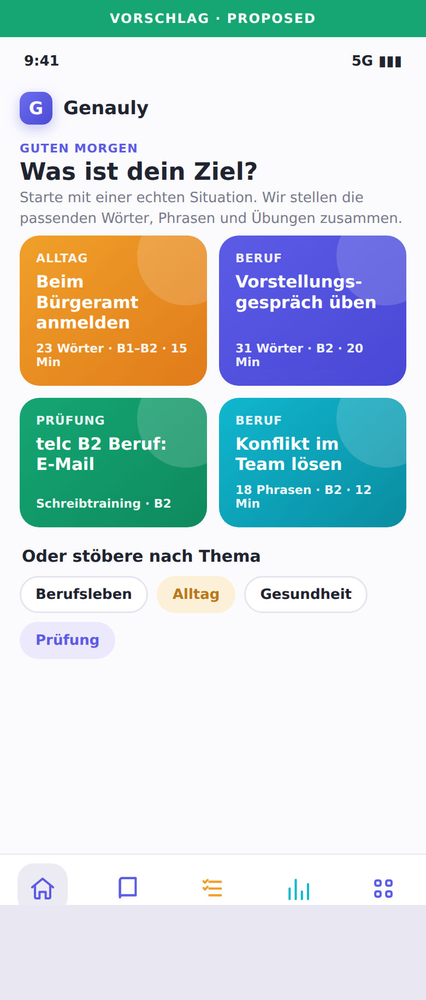 VORSCHLAG · PROPOSED
9:41
5G
G
Genauly
GUTEN MORGEN
Was ist dein Ziel?
Starte mit einer echten Situation. Wir stellen die
passenden Wörter, Phrasen und Übungen zusammen.
ALLTAG
Beim
Bürgeramt
anmelden
23 Wörter · B1–B2 · 15
Min
BERUF
Vorstellungs-
gespräch üben
31 Wörter · B2 · 20
Min
PRÜFUNG
telc B2 Beruf:
E-Mail
Schreibtraining · B2
BERUF
Konflikt im
Team lösen
18 Phrasen · B2 · 12
Min
Oder stöbere nach Thema
Berufsleben
Alltag
Gesundheit
Prüfung